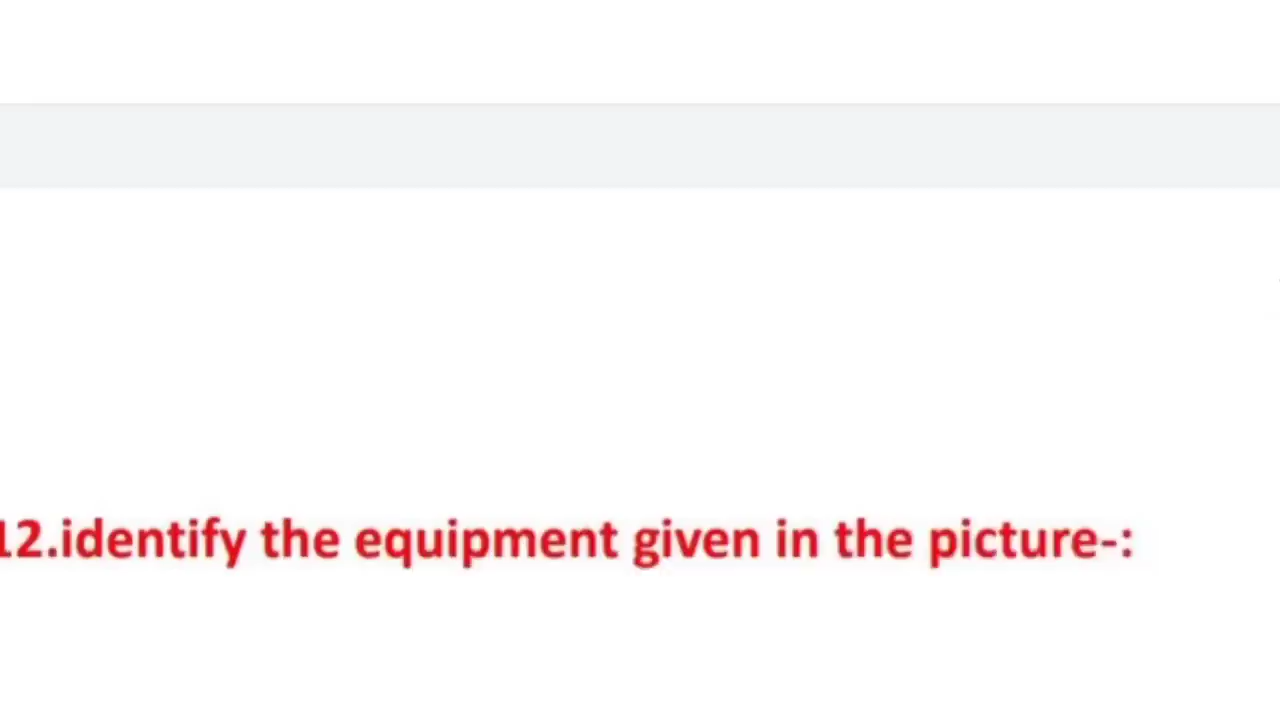 12.identify the equipment given in the picture-: